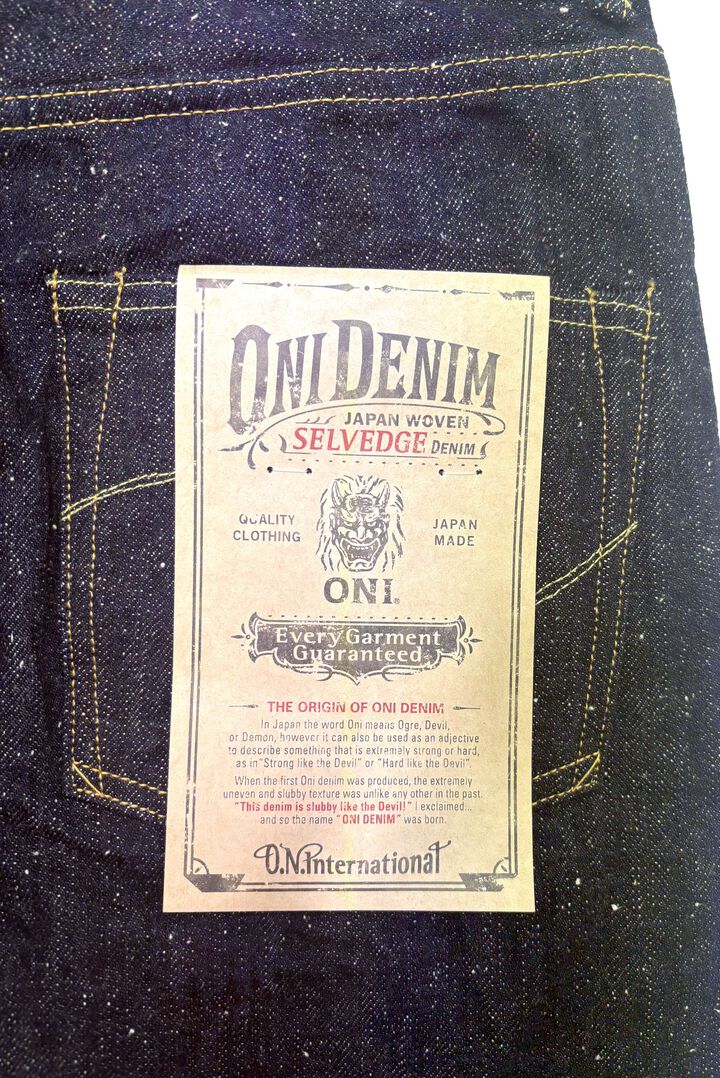 ONI DENIM
JAPAN WOVEN
SELVEDGE DENIM
QUALITY
CLOTHING
JAPAN
MADE
ONI®
Every Garment
Guaranteed
THE ORIGIN OF ONI DENIM
In Japan the word Oni means Ogre, Devil,
or Demon, however it can also be used as an adjective
to describe something that is extremely strong or hard,
as in "Strong like the Devil" or "Hard like the Devil".
When the first Oni denim was produced, the extremely
uneven and slubby texture was unlike any other in the past.
"This denim is slubby like the Devil!" I exclaimed...
and so the name "ONI DENIM" was born.
O.N.International